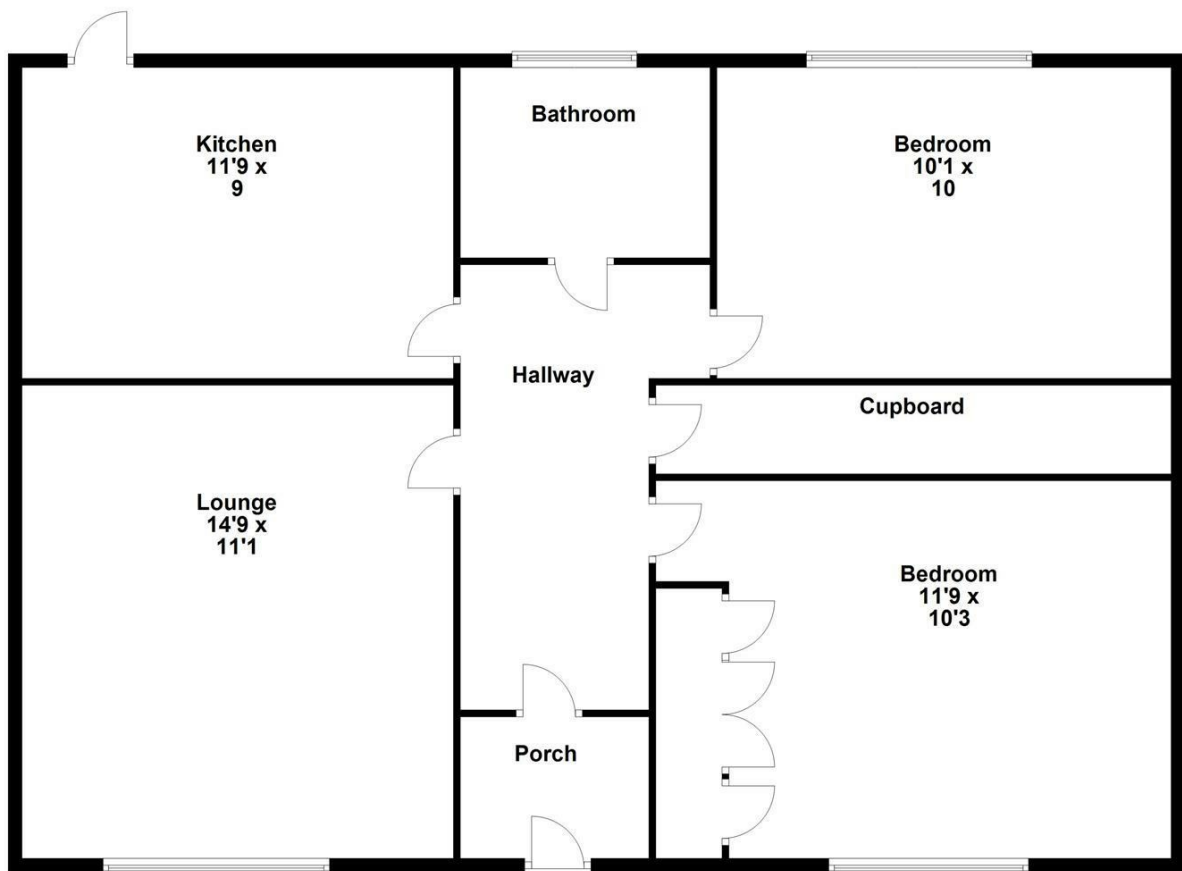 Kitchen
11'9 x
9
Bathroom
Bedroom
10'1 x
10
Hallway
Cupboard
Lounge
14'9 x
11'1
Bedroom
11'9 x
10'3
Porch